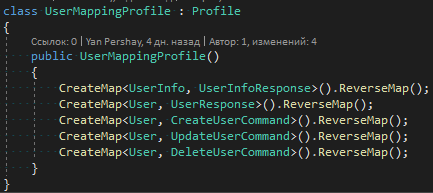 class UserMappingProfile : Profile
{
Ссылок: 0 | Yan Pershay, 4 дн. назад | Автор: 1, изменений: 4
public UserMappingProfile()
{
CreateMap<UserInfo, UserInfoResponse>().ReverseMap();
CreateMap<User, UserResponse>().ReverseMap();
CreateMap<User, CreateUserCommand>().ReverseMap();
CreateMap<User, UpdateUserCommand>().ReverseMap();
CreateMap<User, DeleteUserCommand>().ReverseMap();
}
}